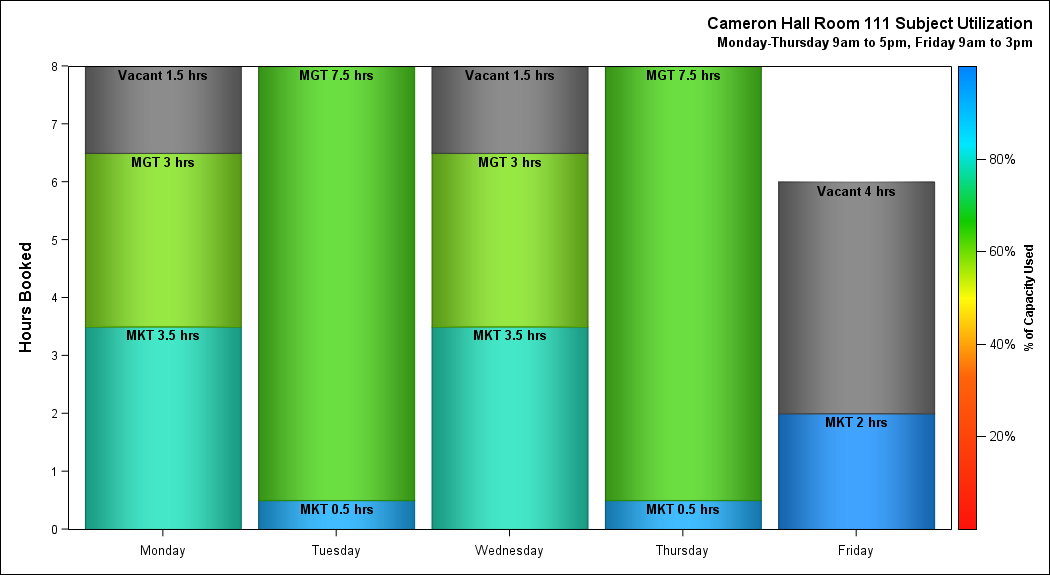 Cameron Hall Room 111 Subject Utilization
Monday-Thursday 9am to 5pm, Friday 9am to 3pm
Hours Booked
8
7
6
5
4
3
2
1
0
Vacant 1.5 hrs
MGT 3 hrs
MKT 3.5 hrs
MGT 7.5 hrs
MKT 0.5 hrs
Vacant 1.5 hrs
MGT 3 hrs
MKT 3.5 hrs
MGT 7.5 hrs
MKT 0.5 hrs
Vacant 4 hrs
MKT 2 hrs
Monday
Tuesday
Wednesday
Thursday
Friday
80%
60%
40%
20%
% of Capacity Used